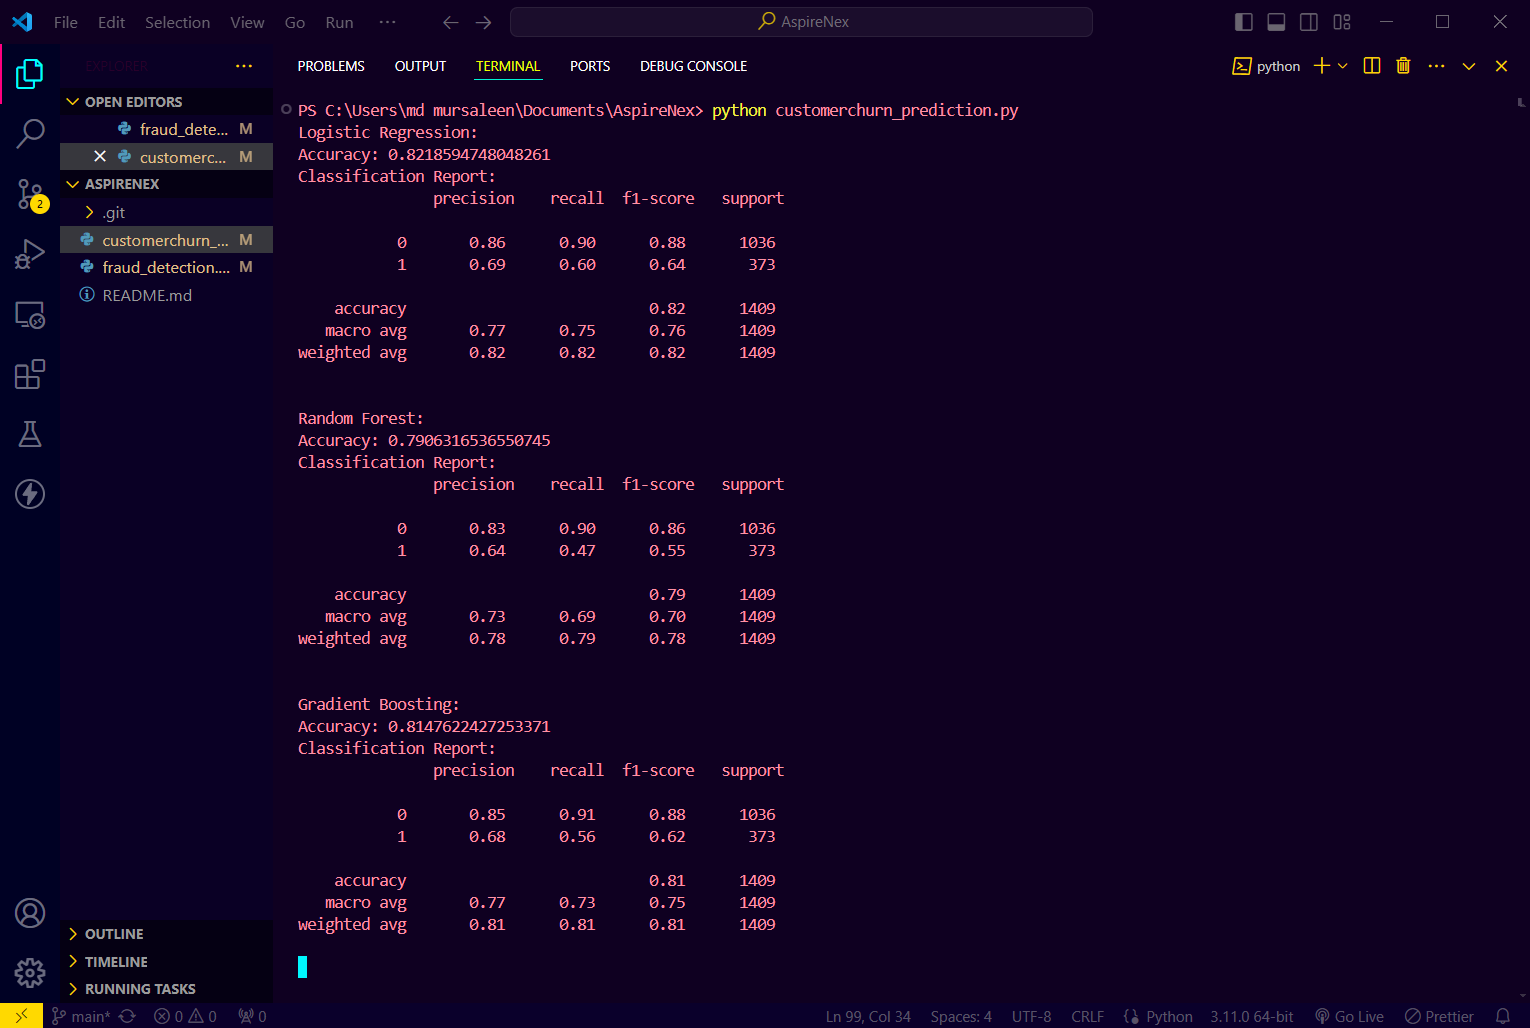 File Edit Selection View Go Run ··· AspireNex
EXPLORER ···
PROBLEMS OUTPUT TERMINAL PORTS DEBUG CONSOLE python
OPEN EDITORS
fraud_dete... M
customerc... M
ASPIRENEX
.git
customerchurn_... M
fraud_detection.... M
README.md
2
PS C:\Users\md mursaleen\Documents\AspireNex> python customerchurn_prediction.py
Logistic Regression:
Accuracy: 0.8218594748048261
Classification Report:
precision recall f1-score support
0 0.86 0.90 0.88 1036
1 0.69 0.60 0.64 373
accuracy 0.82 1409
macro avg 0.77 0.75 0.76 1409
weighted avg 0.82 0.82 0.82 1409
Random Forest:
Accuracy: 0.7906316536550745
Classification Report:
precision recall f1-score support
0 0.83 0.90 0.86 1036
1 0.64 0.47 0.55 373
accuracy 0.79 1409
macro avg 0.73 0.69 0.70 1409
weighted avg 0.78 0.79 0.78 1409
Gradient Boosting:
Accuracy: 0.8147622427253371
Classification Report:
precision recall f1-score support
0 0.85 0.91 0.88 1036
1 0.68 0.56 0.62 373
accuracy 0.81 1409
macro avg 0.77 0.73 0.75 1409
weighted avg 0.81 0.81 0.81 1409
OUTLINE
TIMELINE
RUNNING TASKS
main* 0 0 0 Ln 99, Col 34 Spaces: 4 UTF-8 CRLF Python 3.11.0 64-bit Go Live Prettier